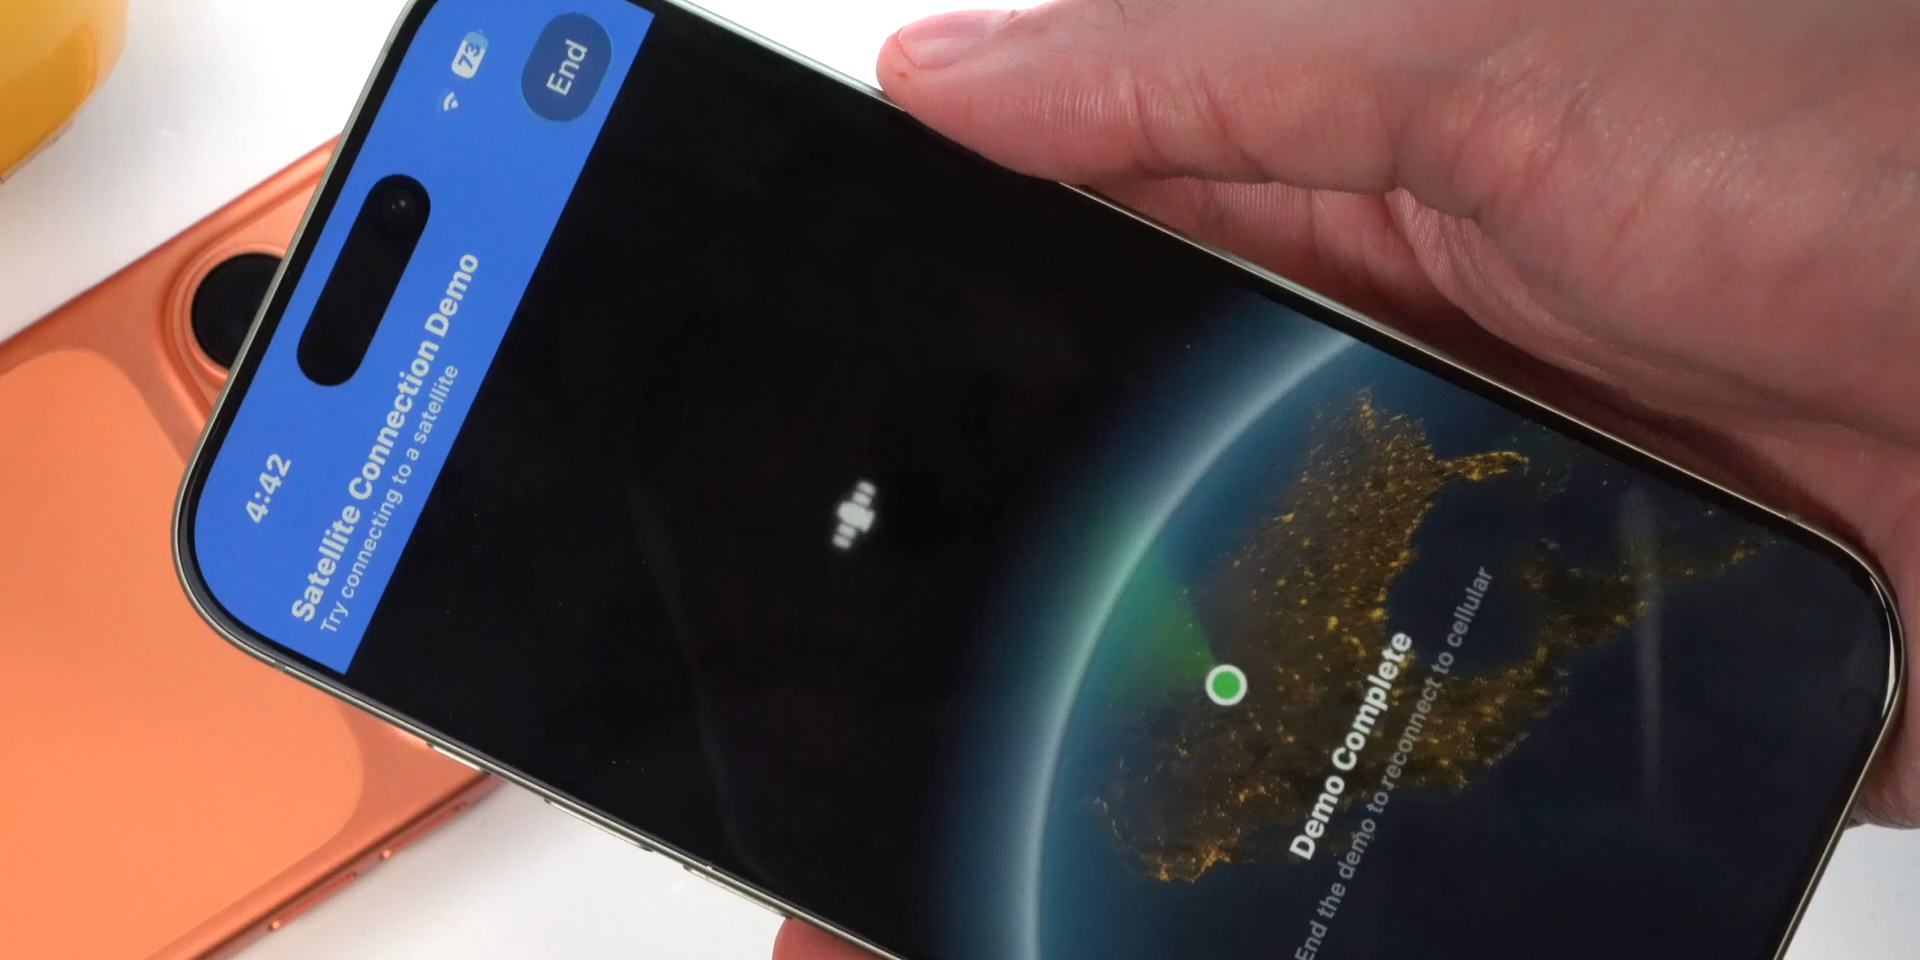 4:42
73
Satellite Connection Demo
Try connecting to a satellite
End
Demo Complete
End the demo to reconnect to cellular